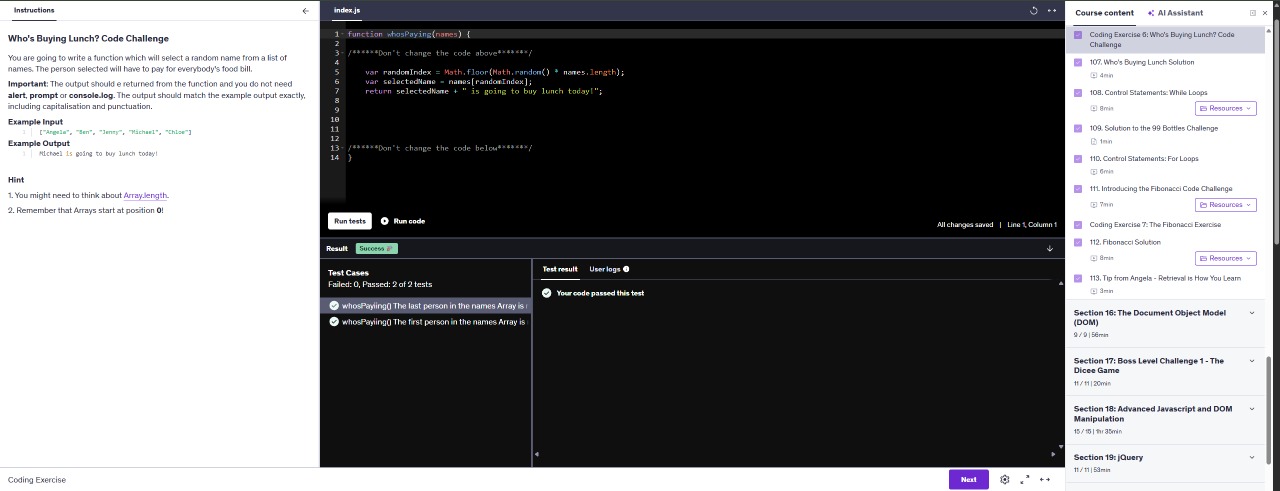 Instructions
Who's Buying Lunch? Code Challenge
You are going to write a function which will select a random name from a list of
names. The person selected will have to pay for everybody's food bill.
Important: The output should e returned from the function and you do not need
alert, prompt or console.log. The output should match the example output exactly,
including capitalisation and punctuation.
Example Input
1 ["Angela", "Ben", "Jenny", "Michael", "Chloe"]
Example Output
1 Michael is going to buy lunch today!
Hint
1. You might need to think about Array.length.
2. Remember that Arrays start at position 0!
index.js
1 function whosPaying(names) {
2
3 /******Don't change the code above*******/
4
5 var randomIndex = Math.floor(Math.random() * names.length);
6 var selectedName = names[randomIndex];
7 return selectedName + " is going to buy lunch today!";
8
9
10
11
12
13 /******Don't change the code below*******/
14 }
Run tests
Run code
All changes saved | Line 1, Column 1
Result
Success
Test Cases
Failed: 0, Passed: 2 of 2 tests
whosPayiing() The last person in the names Array is
whosPayiing() The first person in the names Array is
Test result
User logs
Your code passed this test
Course content
AI Assistant
Coding Exercise 6: Who's Buying Lunch? Code
Challenge
107. Who's Buying Lunch Solution
4min
108. Control Statements: While Loops
8min
Resources
109. Solution to the 99 Bottles Challenge
1min
110. Control Statements: For Loops
6min
111. Introducing the Fibonacci Code Challenge
7min
Resources
Coding Exercise 7: The Fibonacci Exercise
112. Fibonacci Solution
8min
Resources
113. Tip from Angela - Retrieval is How You Learn
3min
Section 16: The Document Object Model
(DOM)
9 / 9 | 56min
Section 17: Boss Level Challenge 1 - The
Dicee Game
11 / 11 | 20min
Section 18: Advanced Javascript and DOM
Manipulation
15 / 15 | 1hr 35min
Section 19: jQuery
11 / 11 | 53min
Coding Exercise
Next